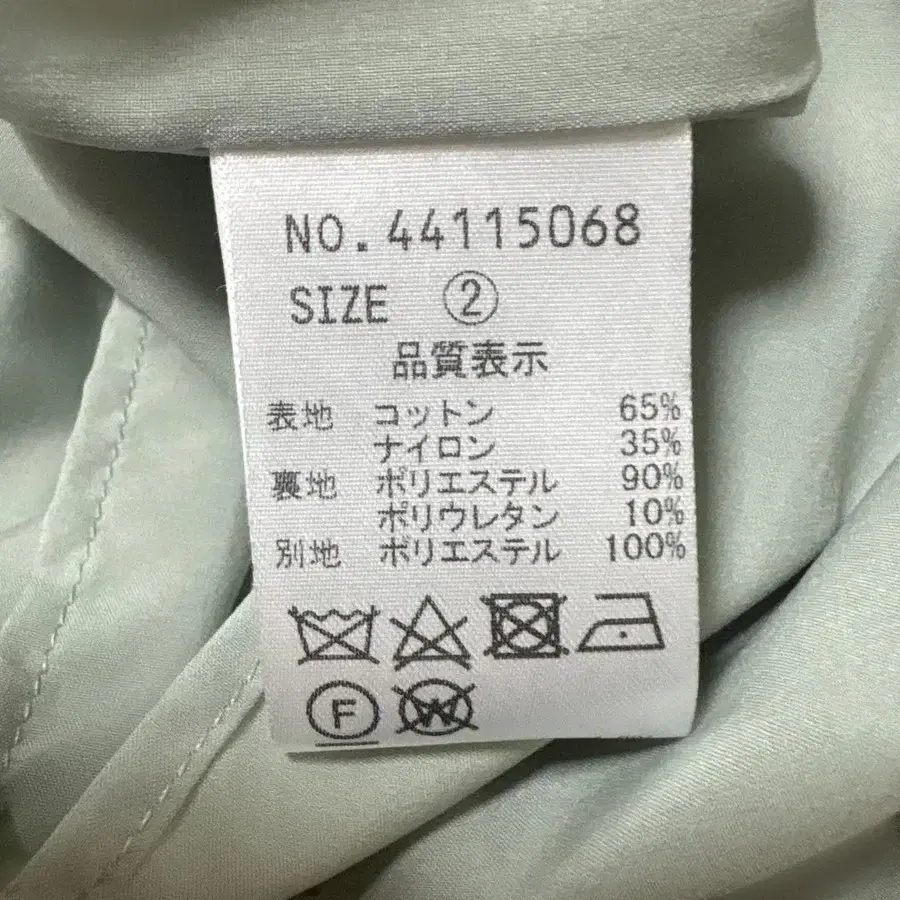 NO.44115068
SIZE ②
品質表示
表地 コットン 65%
ナイロン 35%
裏地 ポリエステル 90%
ポリウレタン 10%
別地 ポリエステル 100%
F W